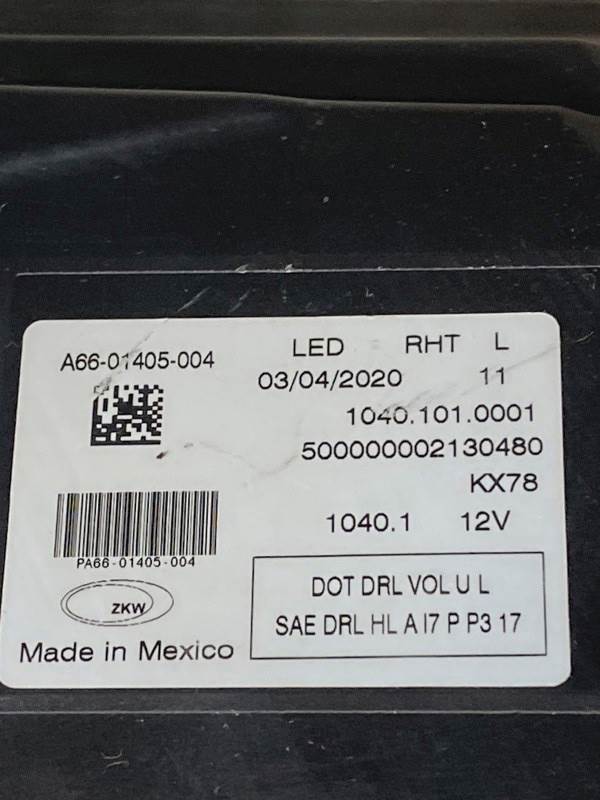 A66-01405-004
LED RHT L
03/04/2020 11
1040.101.0001
500000002130480
KX78
1040.1 12V
PA66-01405-004
ZKW
Made in Mexico
DOT DRL VOL U L
SAE DRL HL A I7 P P3 17